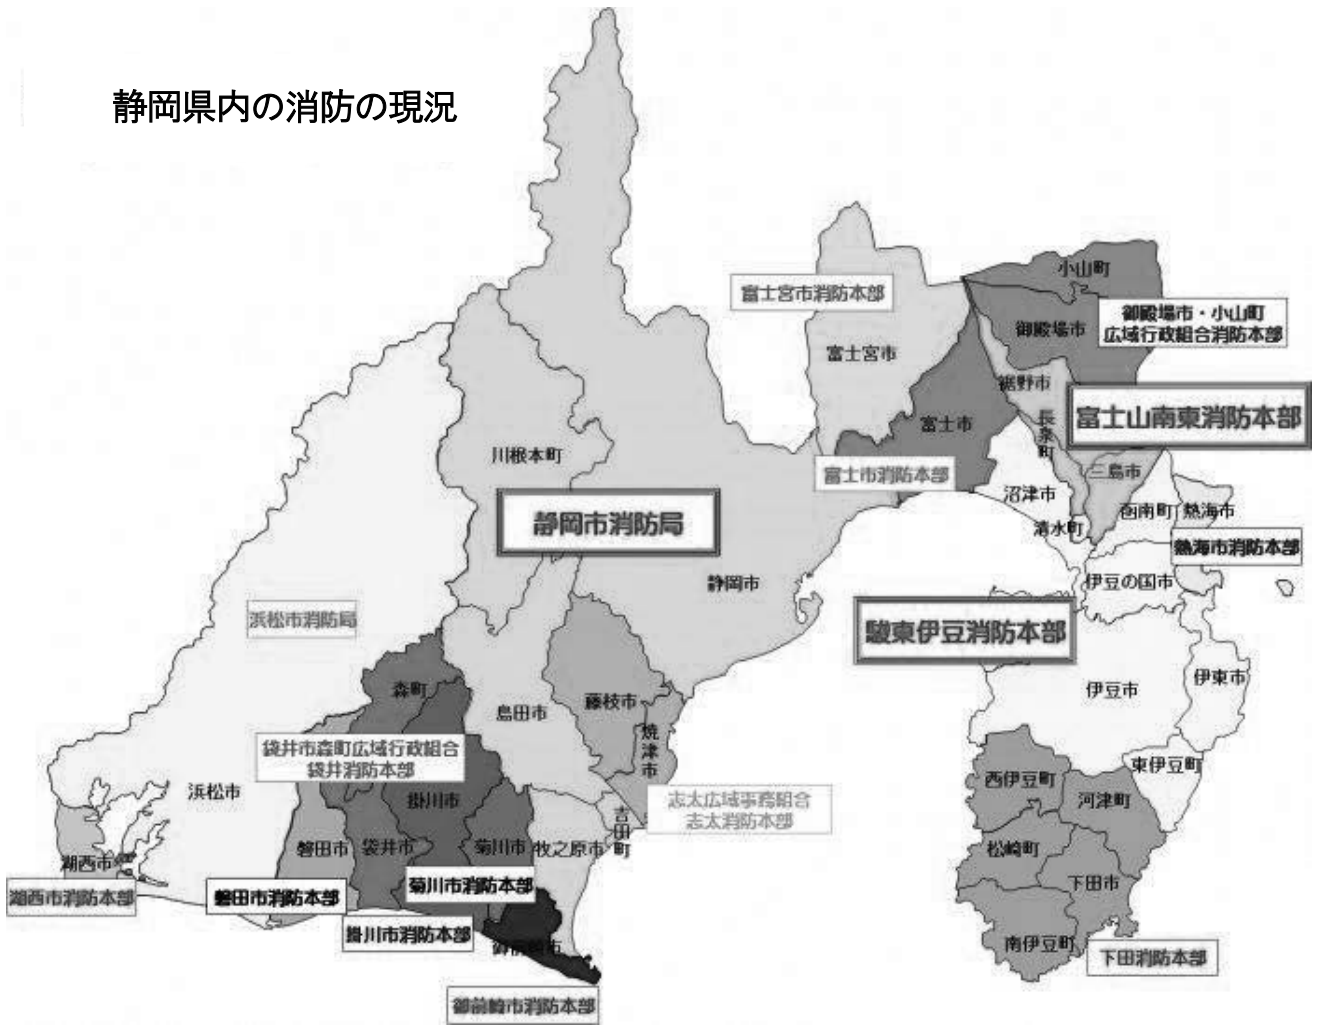 静岡県内の消防の現況
富士宮市消防本部
小山町
御殿場市
御殿場市・小山町
広域行政組合消防本部
富士宮市
裾野市
富士山南東消防本部
富士市
長泉町
川根本町
富士市消防本部
三島市
沼津市
函南町
熱海市
静岡市消防局
清水町
熱海市消防本部
静岡市
伊豆の国市
浜松市消防局
駿東伊豆消防本部
森町
伊豆市
伊東市
藤枝市
島田市
焼津市
袋井市森町広域行政組合
袋井消防本部
東伊豆町
西伊豆町
浜松市
掛川市
河津町
志太広域事務組合
志太消防本部
吉田町
磐田市
袋井市
菊川市
牧之原市
松崎町
湖西市
菊川市消防本部
下田市
湖西市消防本部
磐田市消防本部
掛川市消防本部
御前崎市
南伊豆町
下田消防本部
御前崎市消防本部